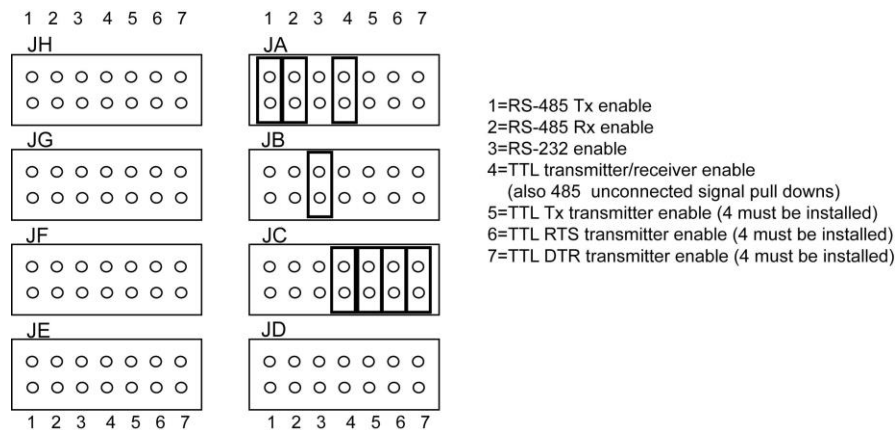 1 2 3 4 5 6 7
1 2 3 4 5 6 7
JH
JA
JG
JB
JF
JC
JE
JD
1 2 3 4 5 6 7
1 2 3 4 5 6 7
1=RS-485 Tx enable
2=RS-485 Rx enable
3=RS-232 enable
4=TTL transmitter/receiver enable
(also 485 unconnected signal pull downs)
5=TTL Tx transmitter enable (4 must be installed)
6=TTL RTS transmitter enable (4 must be installed)
7=TTL DTR transmitter enable (4 must be installed)